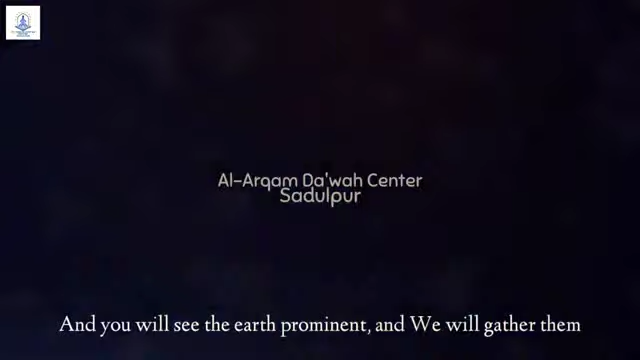 Al-Arqam Da'wah Center
Sadulpur
And you will see the earth prominent, and We will gather them